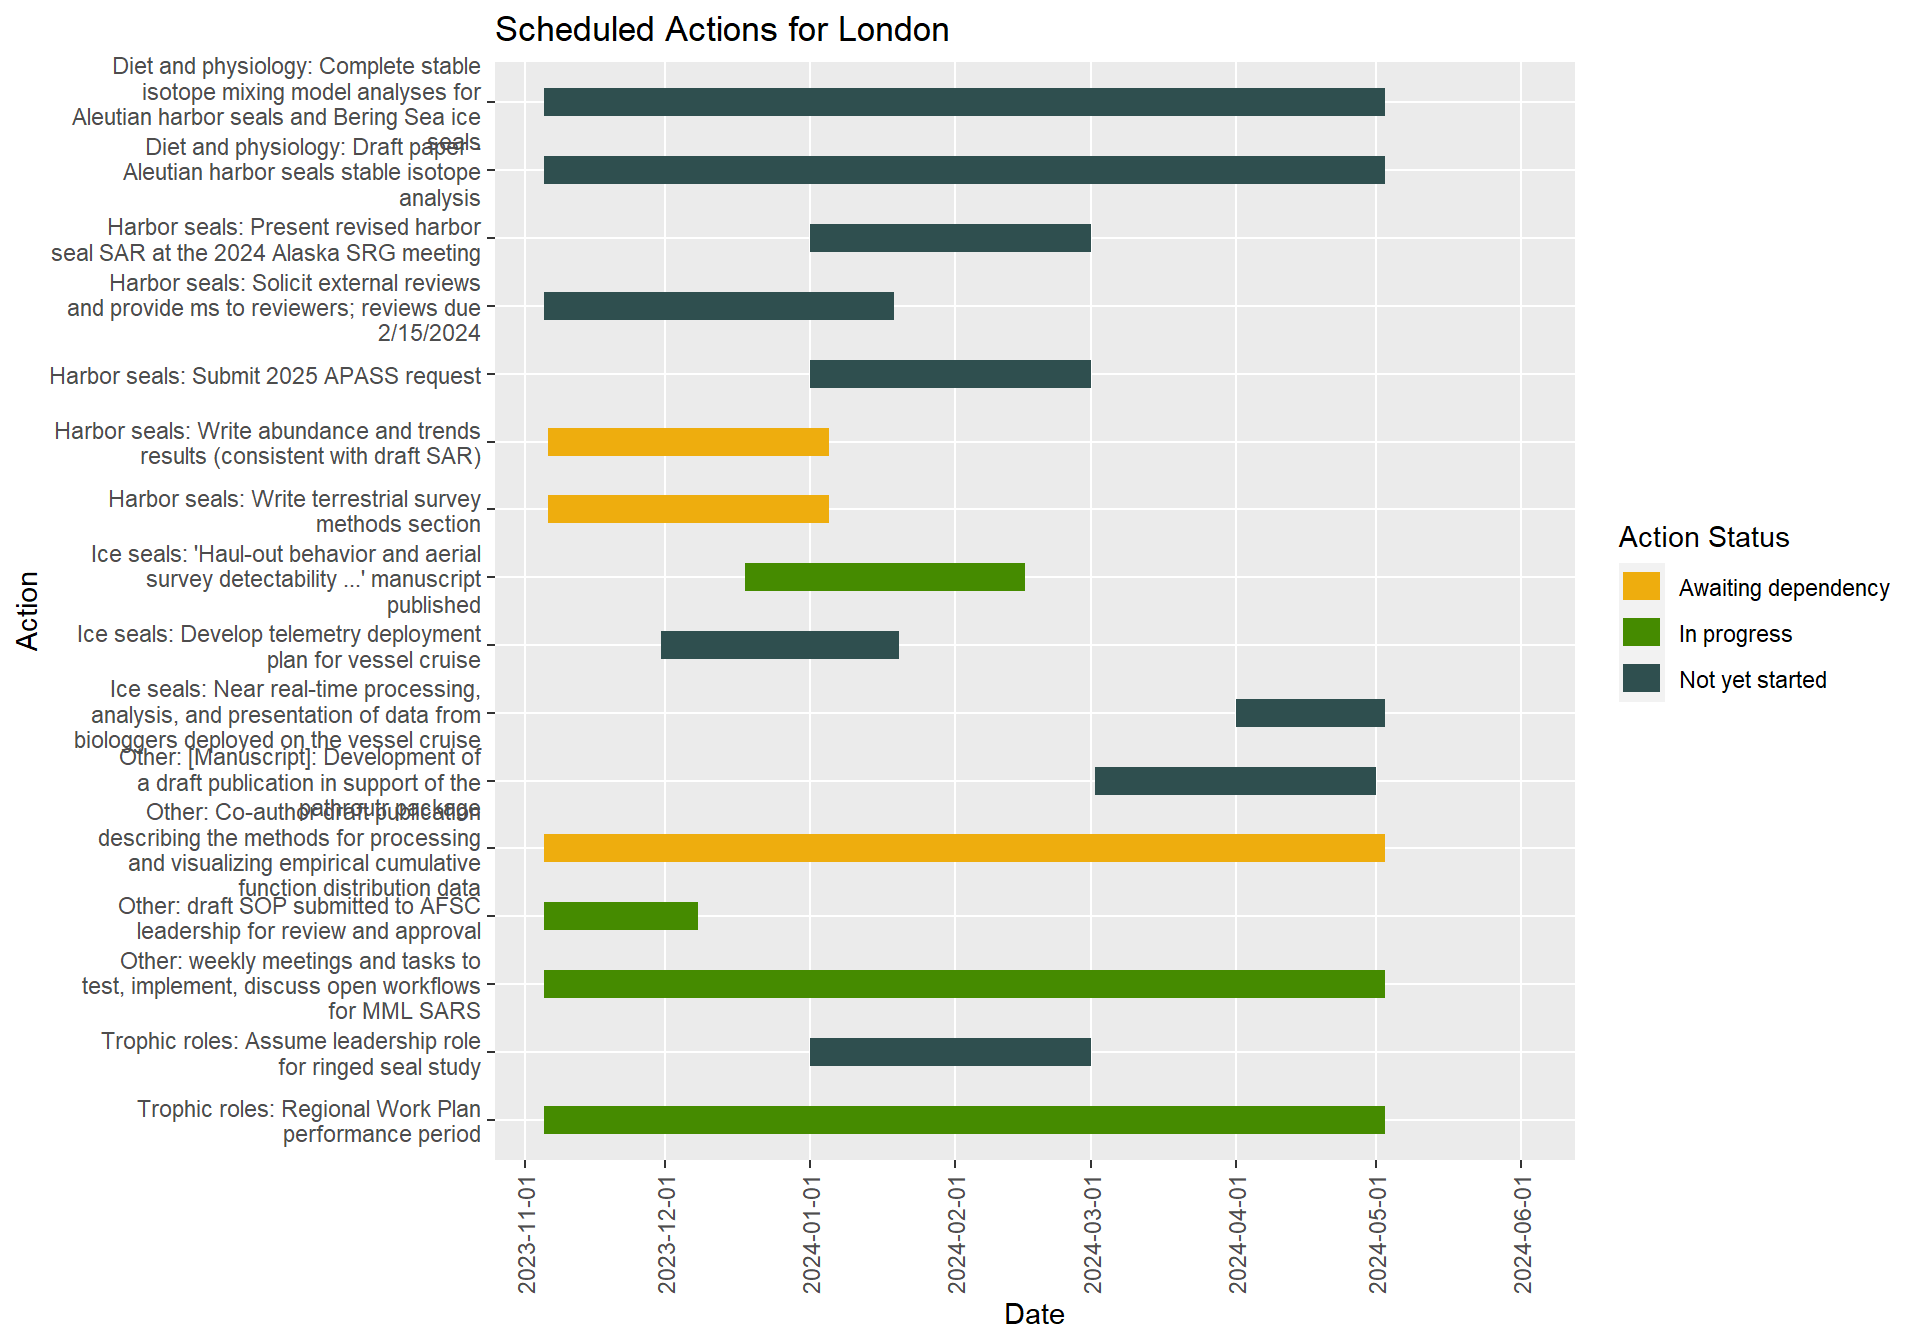 Scheduled Actions for London
Diet and physiology: Complete stable
isotope mixing model analyses for
Aleutian harbor seals and Bering Sea ice
seals
Diet and physiology: Draft paper -
Aleutian harbor seals stable isotope
analysis
Harbor seals: Present revised harbor
seal SAR at the 2024 Alaska SRG meeting
Harbor seals: Solicit external reviews
and provide ms to reviewers; reviews due
2/15/2024
Harbor seals: Submit 2025 APASS request
Harbor seals: Write abundance and trends
results (consistent with draft SAR)
Harbor seals: Write terrestrial survey
methods section
Ice seals: 'Haul-out behavior and aerial
survey detectability ...' manuscript
published
Ice seals: Develop telemetry deployment
plan for vessel cruise
Ice seals: Near real-time processing,
analysis, and presentation of data from
biologgers deployed on the vessel cruise
Other: [Manuscript]: Development of
a draft publication in support of the
pathroutr package
Other: Co-author draft publication
describing the methods for processing
and visualizing empirical cumulative
function distribution data
Other: draft SOP submitted to AFSC
leadership for review and approval
Other: weekly meetings and tasks to
test, implement, discuss open workflows
for MML SARS
Trophic roles: Assume leadership role
for ringed seal study
Trophic roles: Regional Work Plan
performance period
Action
2023-11-01
2023-12-01
2024-01-01
2024-02-01
2024-03-01
2024-04-01
2024-05-01
2024-06-01
Date
Action Status
Awaiting dependency
In progress
Not yet started